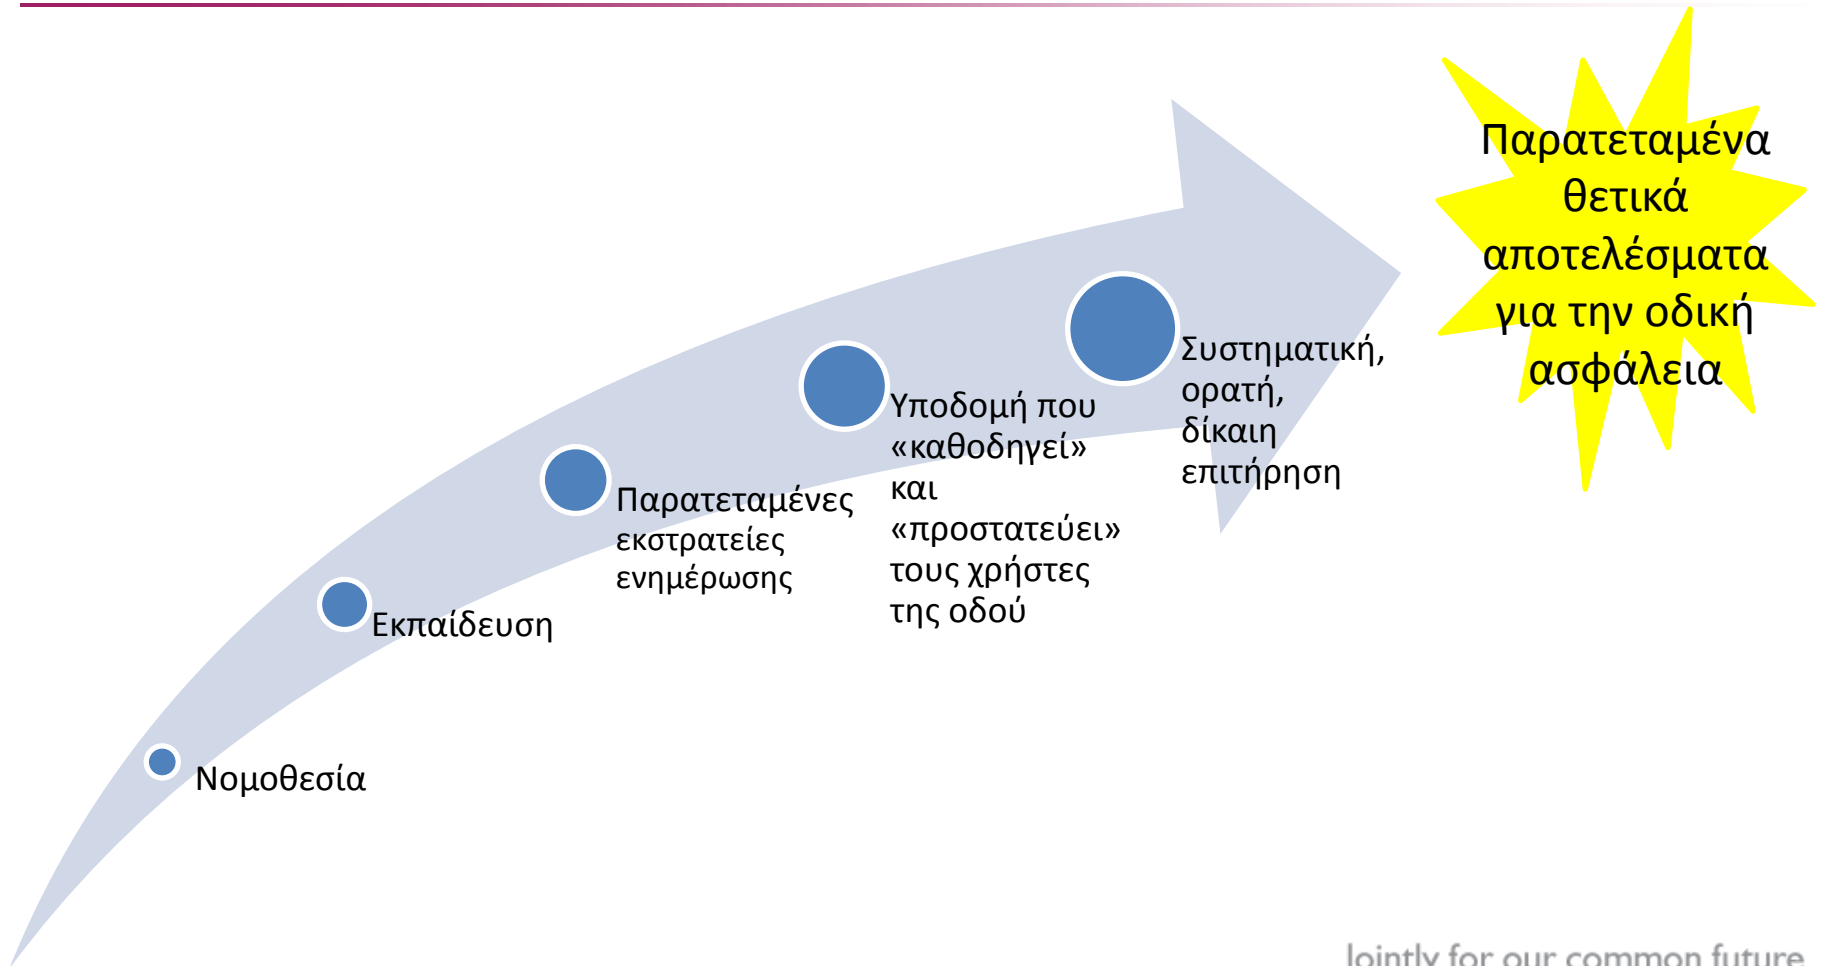 Παρατεταμένα
θετικά
αποτελέσματα
για την οδική
ασφάλεια
Συστηματική,
ορατή,
δίκαιη
επιτήρηση
Υποδομή που
«καθοδηγεί»
και
«προστατεύει»
τους χρήστες
της οδού
Παρατεταμένες
εκστρατείες
ενημέρωσης
Εκπαίδευση
Νομοθεσία
Jointly for our common future